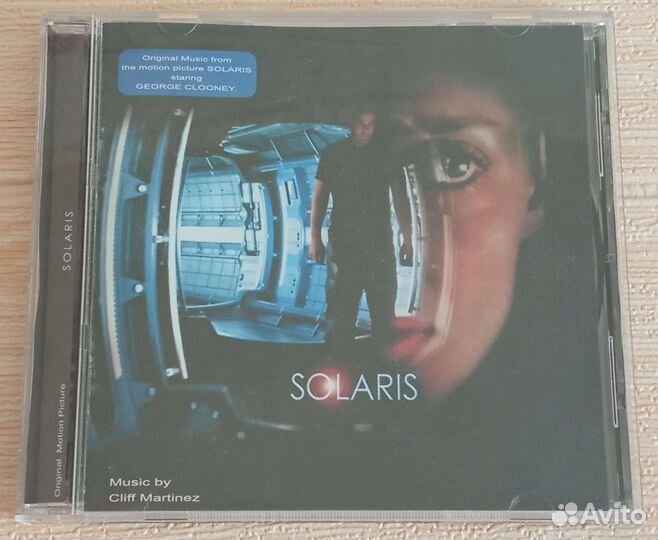 Original Music from
the motion picture SOLARIS
staring
GEORGE CLOONEY.
SOLARIS
Original Motion Picture
SOLARIS
Music by
Cliff Martinez
Avito